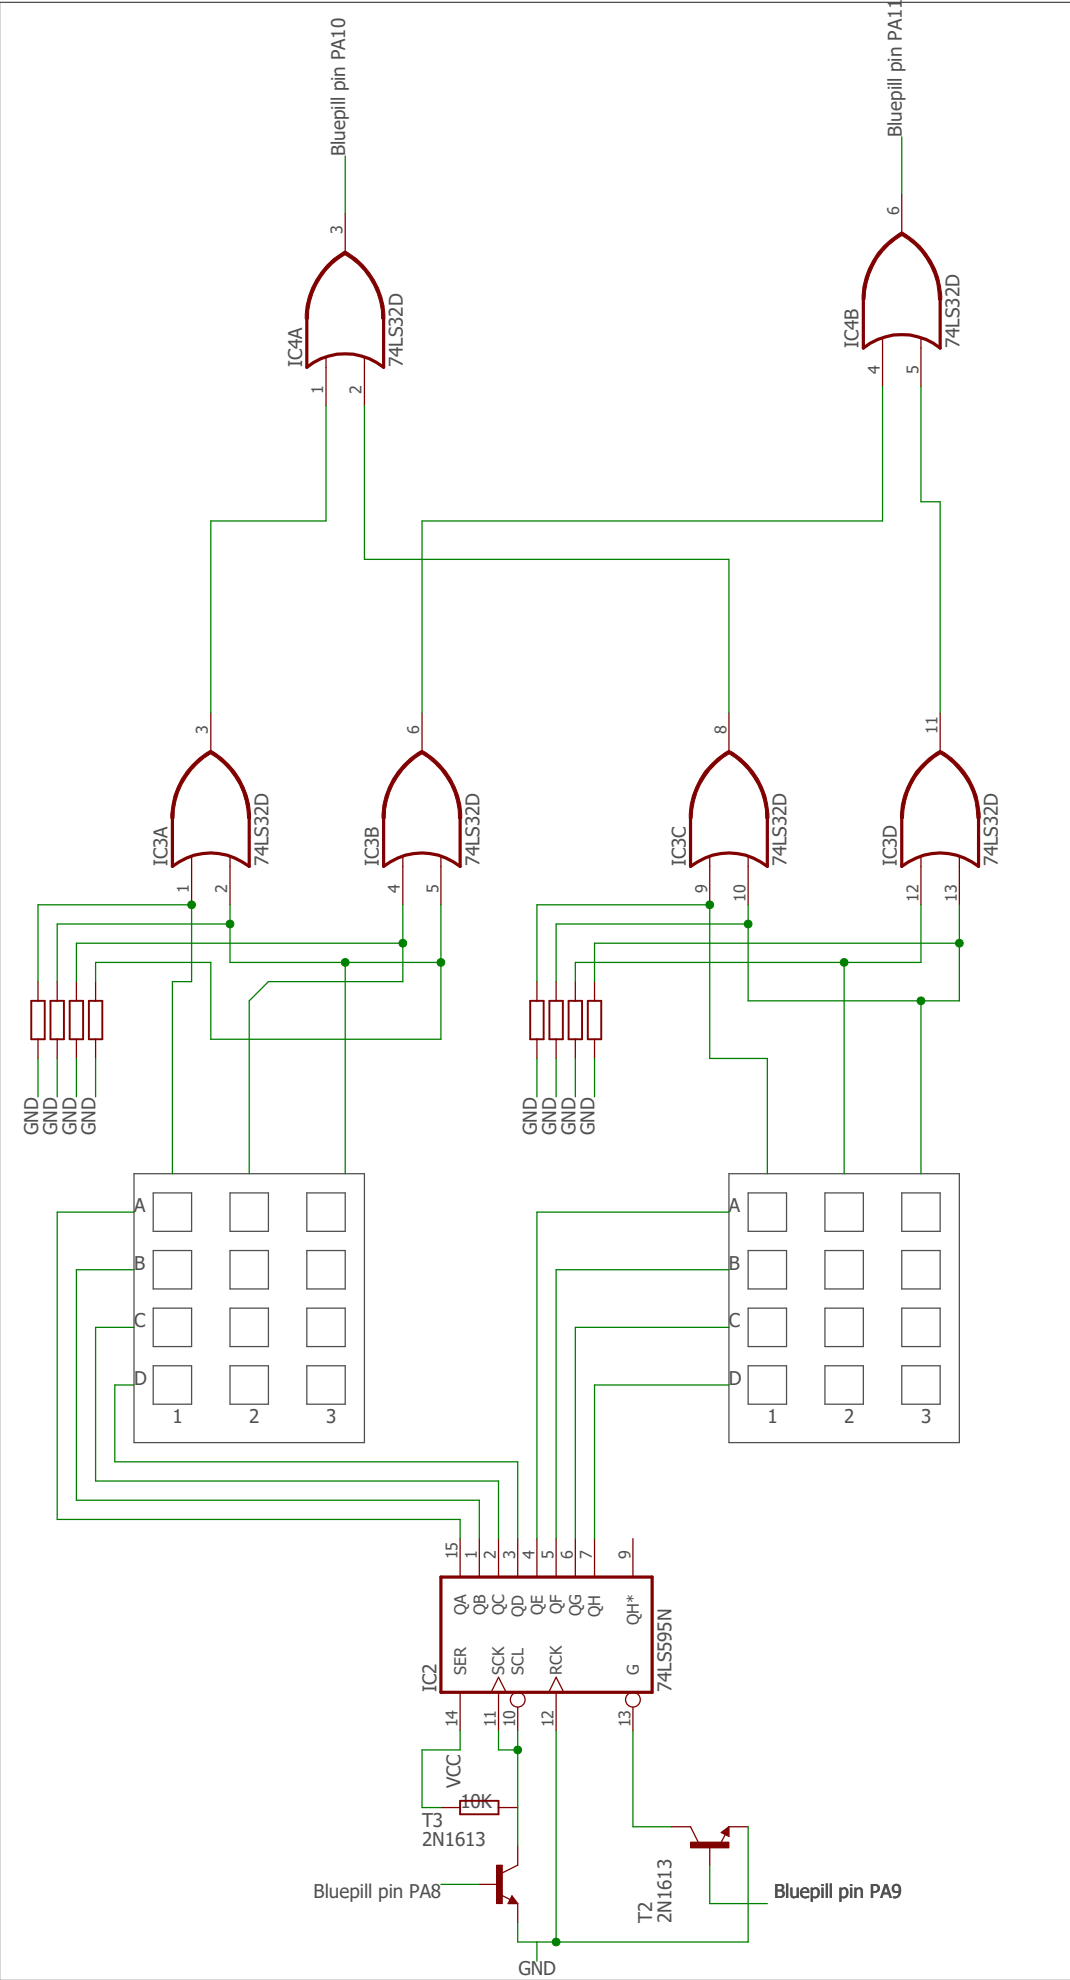 Bluepill pin PA10
Bluepill pin PA11
3
6
IC4A
74LS32D
IC4B
74LS32D
1
2
4
5
3
6
8
11
IC3A
74LS32D
IC3B
74LS32D
IC3C
74LS32D
IC3D
74LS32D
1
2
4
5
9
10
12
13
GND
GND
GND
GND
GND
GND
GND
GND
A
B
C
D
1 2 3
A
B
C
D
1 2 3
15
1
2
3
4
5
6
7
9
QA
QB
QC
QD
QE
QF
QG
QH
QH*
IC2
SER
SCK
SCL
RCK
G
74LS595N
14
11
10
12
13
VCC
10K
T3
2N1613
Bluepill pin PA8
T2
2N1613
Bluepill pin PA9
GND